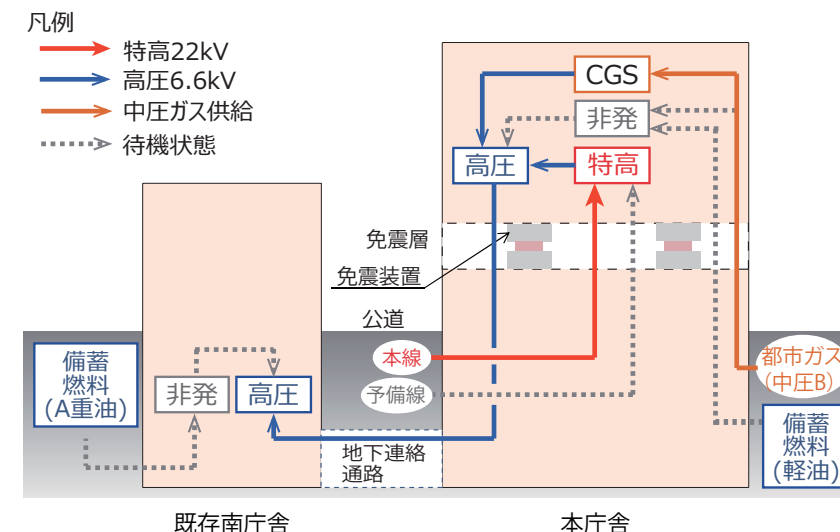 凡例
特高22kV
高圧6.6kV
中圧ガス供給
待機状態
CGS
非発
高圧
特高
免震層
免震装置
公道
本線
予備線
都市ガス
(中圧B)
備蓄
燃料
(A重油)
非発
高圧
地下連絡
通路
備蓄
燃料
(軽油)
既存南庁舎
本庁舎